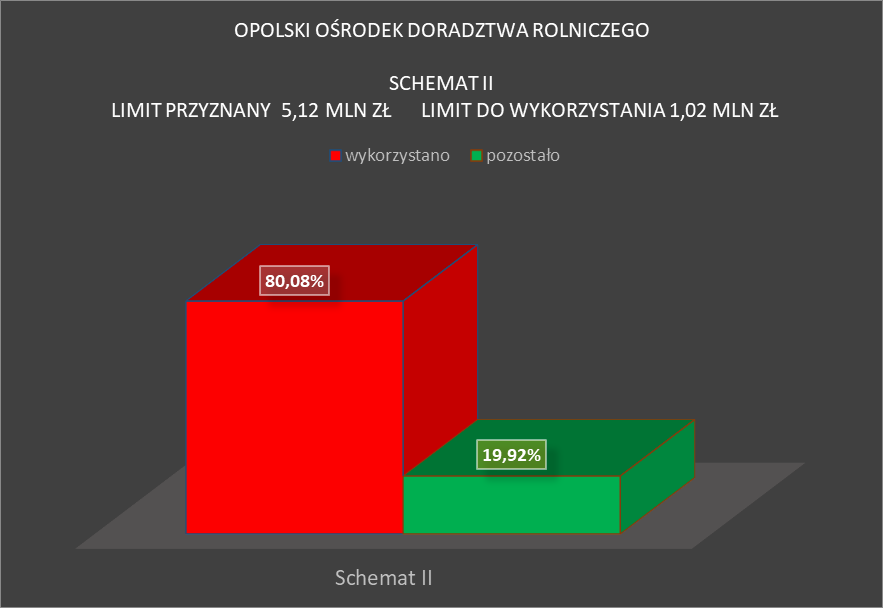 OPOLSKI OŚRODEK DORADZTWA ROLNICZEGO
SCHEMAT II
LIMIT PRZYZNANY 5,12 MLN ZŁ LIMIT DO WYKORZYSTANIA 1,02 MLN ZŁ
wykorzystano pozostało
80,08%
19,92%
Schemat II